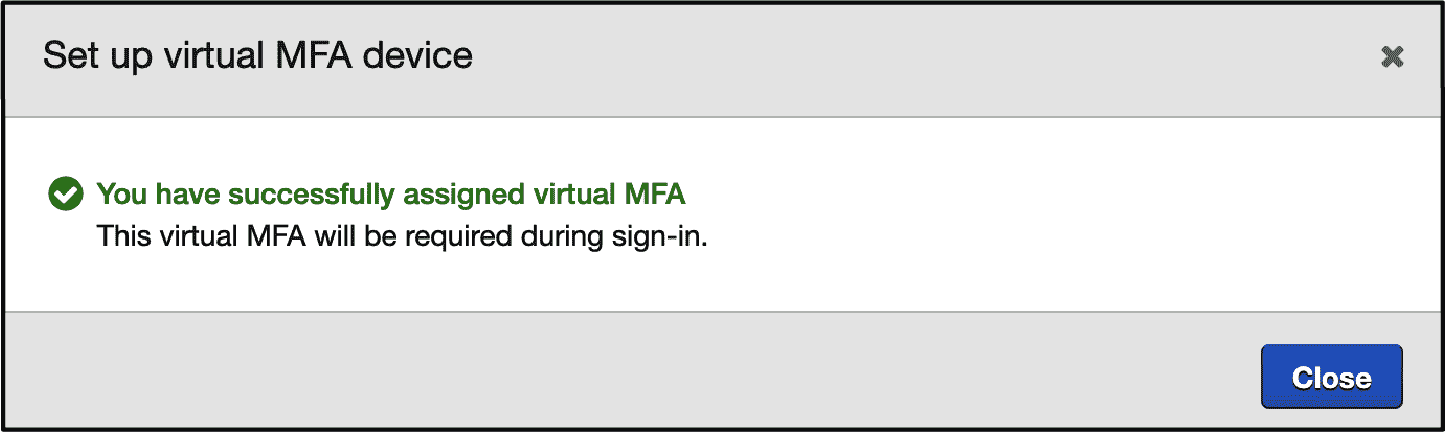 Set up virtual MFA device
You have successfully assigned virtual MFA
This virtual MFA will be required during sign-in.
Close